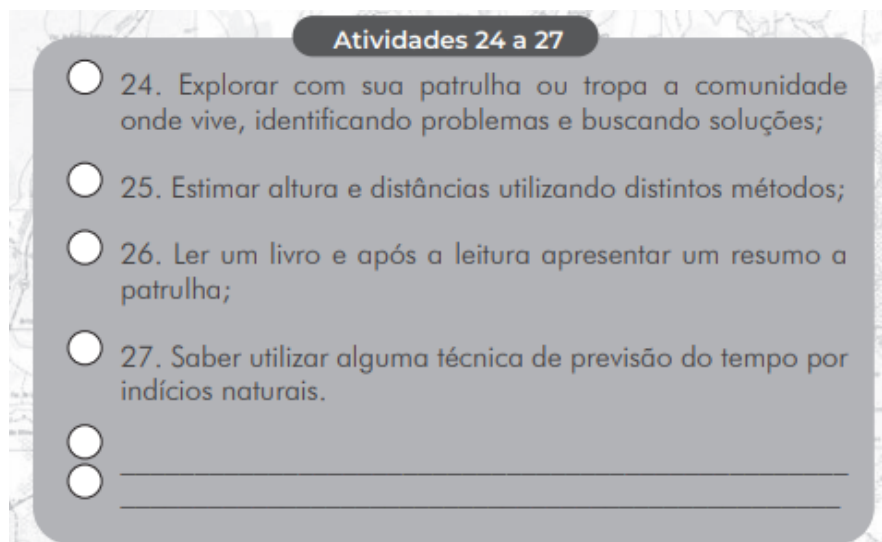 Atividades 24 a 27
24. Explorar com sua patrulha ou tropa a comunidade
onde vive, identificando problemas e buscando soluções;
25. Estimar altura e distâncias utilizando distintos métodos;
26. Ler um livro e após a leitura apresentar um resumo a
patrulha;
27. Saber utilizar alguma técnica de previsão do tempo por
indícios naturais.